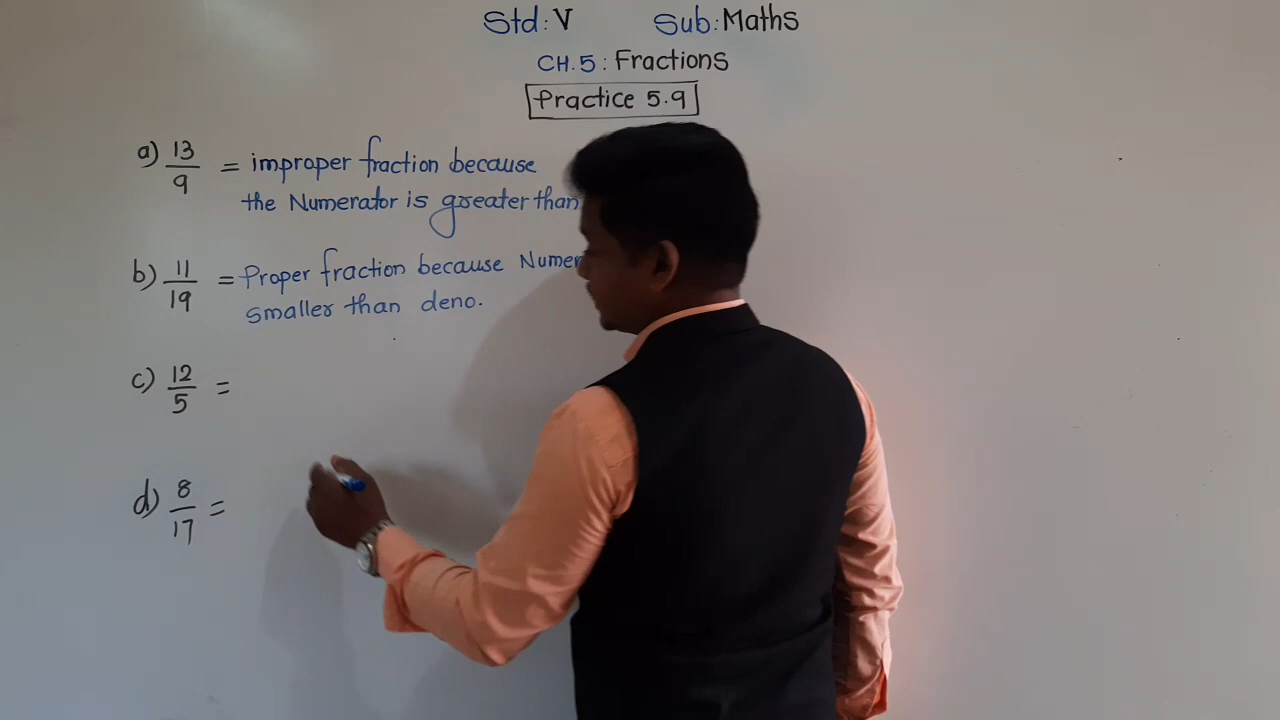 Std: V Sub: Maths
CH.5: Fractions
Practice 5.9
a) 13/9 = improper fraction because
the Numerator is greater than
b) 11/19 = Proper fraction because
smaller than deno.
c) 12/5 =
d) 8/17 =